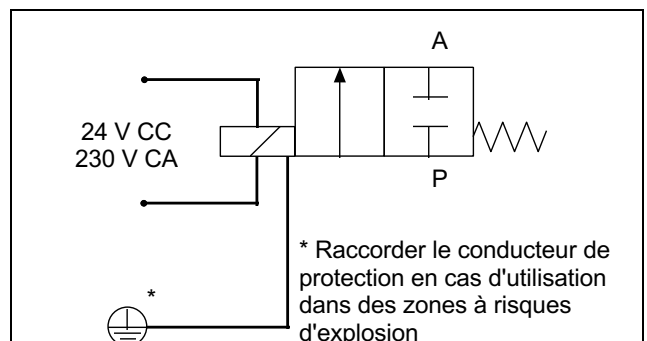 A
24 V CC
230 V CA
P
* Raccorder le conducteur de
protection en cas d'utilisation
dans des zones à risques
d'explosion
*